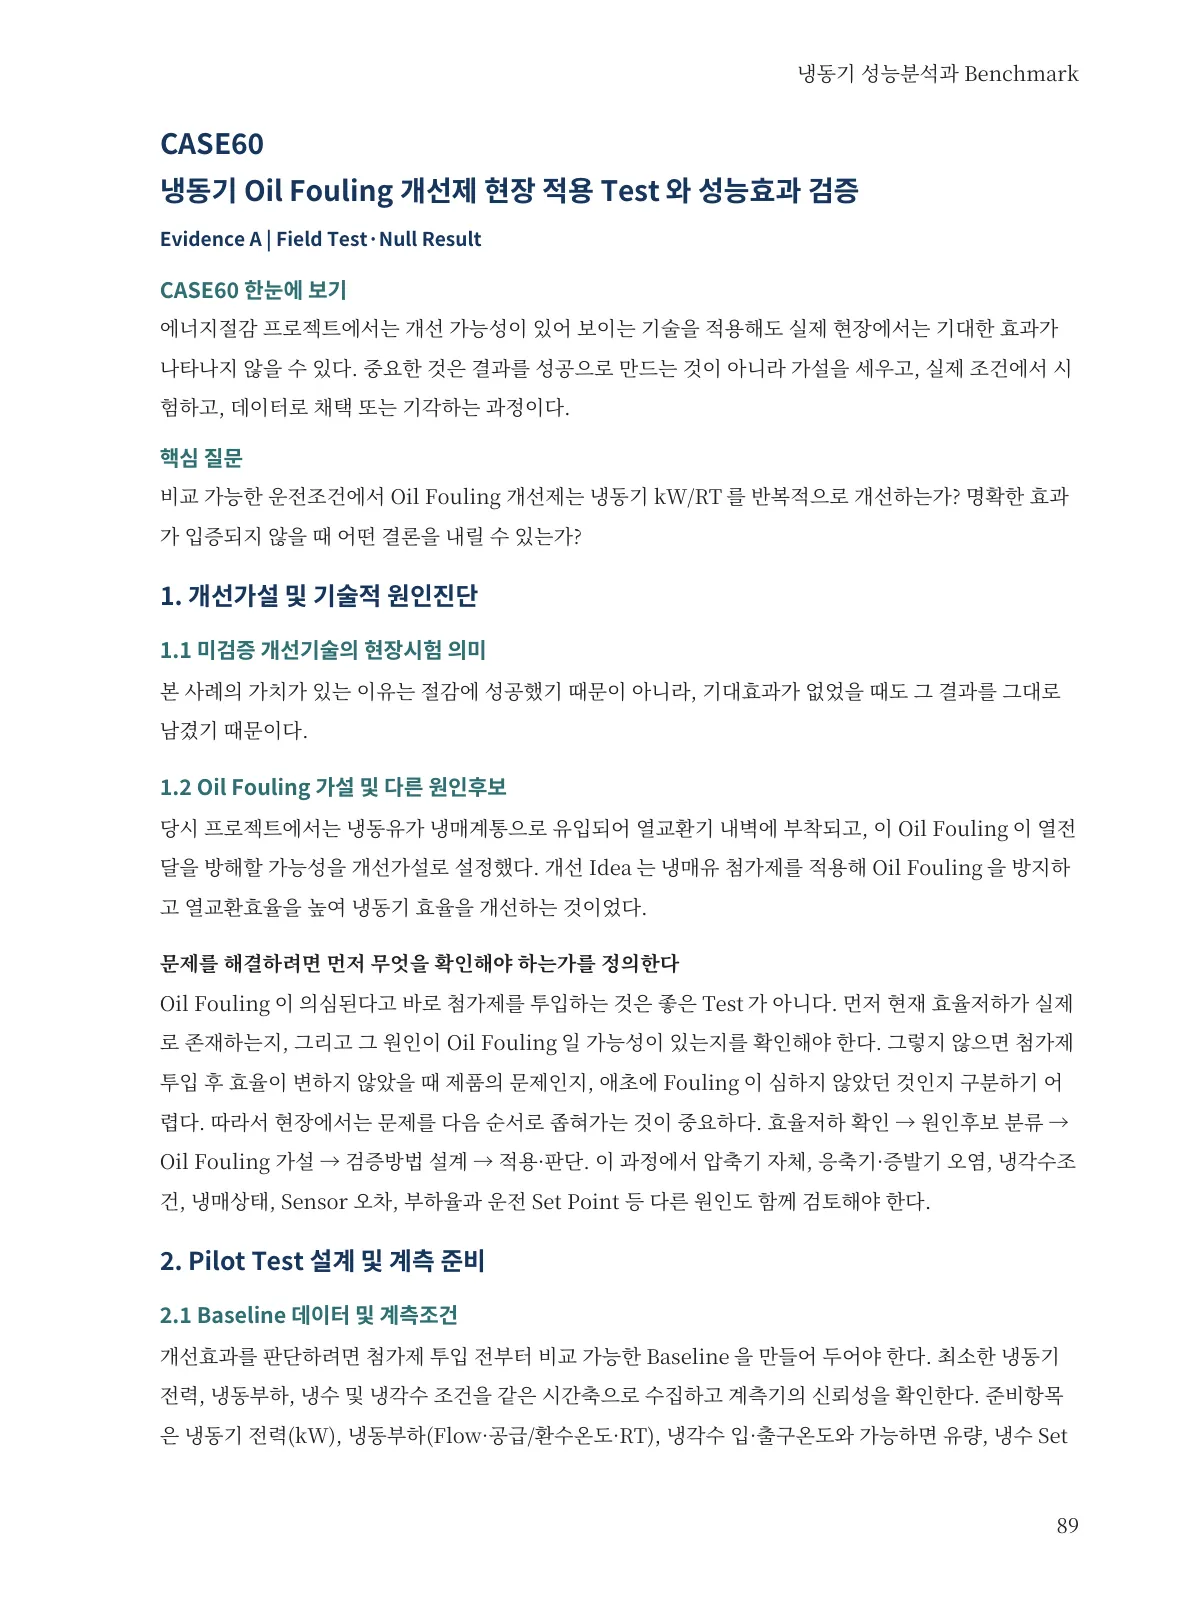 냉동기 성능분석과 Benchmark
CASE60
냉동기 Oil Fouling 개선제 현장 적용 Test 와 성능효과 검증
Evidence A | Field Test·Null Result
CASE60 한눈에 보기
에너지절감 프로젝트에서는 개선 가능성이 있어 보이는 기술을 적용해도 실제 현장에서는 기대한 효과가
나타나지 않을 수 있다. 중요한 것은 결과를 성공으로 만드는 것이 아니라 가설을 세우고, 실제 조건에서 시
험하고, 데이터로 채택 또는 기각하는 과정이다.
핵심 질문
비교 가능한 운전조건에서 Oil Fouling 개선제는 냉동기 kW/RT 를 반복적으로 개선하는가? 명확한 효과
가 입증되지 않을 때 어떤 결론을 내릴 수 있는가?
1. 개선가설 및 기술적 원인진단
1.1 미검증 개선기술의 현장시험 의미
본 사례의 가치가 있는 이유는 절감에 성공했기 때문이 아니라, 기대효과가 없었을 때도 그 결과를 그대로
남겼기 때문이다.
1.2 Oil Fouling 가설 및 다른 원인후보
당시 프로젝트에서는 냉동유가 냉매계통으로 유입되어 열교환기 내벽에 부착되고, 이 Oil Fouling 이 열전
달을 방해할 가능성을 개선가설로 설정했다. 개선 Idea 는 냉매유 첨가제를 적용해 Oil Fouling 을 방지하
고 열교환효율을 높여 냉동기 효율을 개선하는 것이었다.
문제를 해결하려면 먼저 무엇을 확인해야 하는가를 정의한다
Oil Fouling 이 의심된다고 바로 첨가제를 투입하는 것은 좋은 Test 가 아니다. 먼저 현재 효율저하가 실제
로 존재하는지, 그리고 그 원인이 Oil Fouling 일 가능성이 있는지를 확인해야 한다. 그렇지 않으면 첨가제
투입 후 효율이 변하지 않았을 때 제품의 문제인지, 애초에 Fouling 이 심하지 않았던 것인지 구분하기 어
렵다. 따라서 현장에서는 문제를 다음 순서로 좁혀가는 것이 중요하다. 효율저하 확인 → 원인후보 분류 →
Oil Fouling 가설 → 검증방법 설계 → 적용·판단. 이 과정에서 압축기 자체, 응축기·증발기 오염, 냉각수조
건, 냉매상태, Sensor 오차, 부하율과 운전 Set Point 등 다른 원인도 함께 검토해야 한다.
2. Pilot Test 설계 및 계측 준비
2.1 Baseline 데이터 및 계측조건
개선효과를 판단하려면 첨가제 투입 전부터 비교 가능한 Baseline 을 만들어 두어야 한다. 최소한 냉동기
전력, 냉동부하, 냉수 및 냉각수 조건을 같은 시간축으로 수집하고 계측기의 신뢰성을 확인한다. 준비항목
은 냉동기 전력(kW), 냉동부하(Flow·공급/환수온도·RT), 냉각수 입·출구온도와 가능하면 유량, 냉수 Set
89